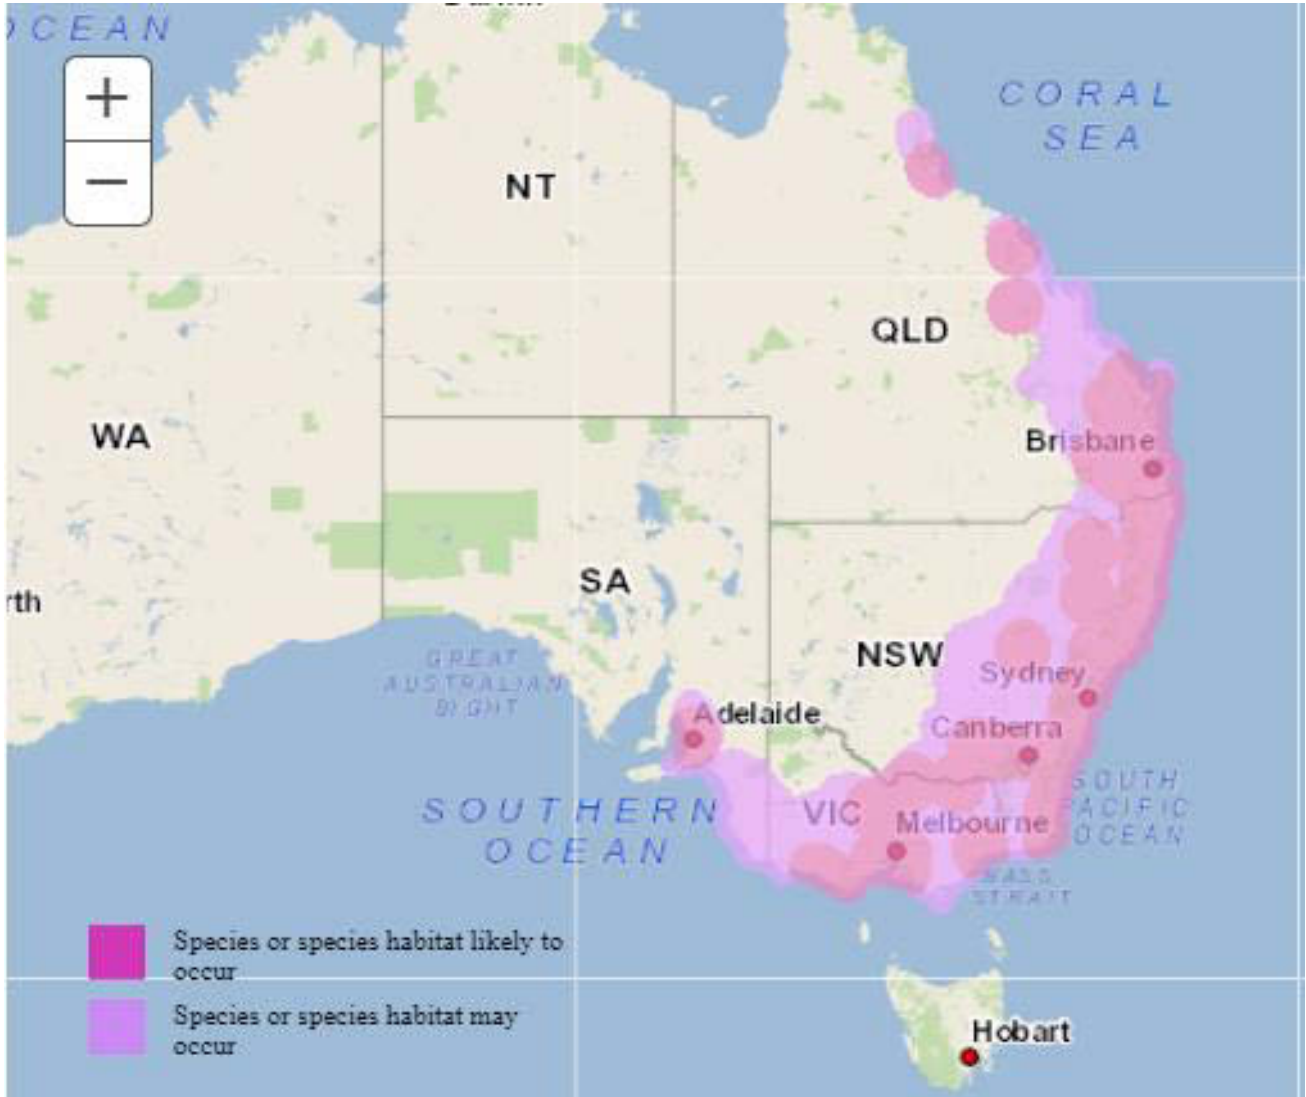 OCEAN
+
−
CORAL
SEA
NT
QLD
WA
Brisbane
SA
rth
NSW
GREAT
AUSTRALIAN
BIGHT
Sydney
Adelaide
Canberra
SOUTHERN
OCEAN
VIC
Melbourne
SOUTH
PACIFIC
OCEAN
BASS
STRAIT
Species or species habitat likely to
occur
Species or species habitat may
occur
Hobart